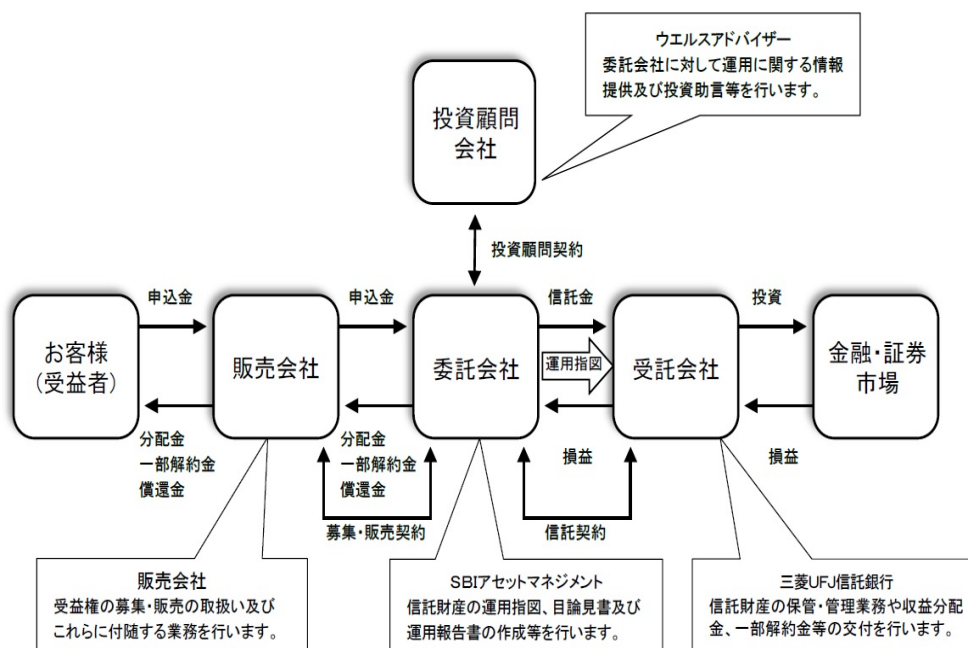 ウエルスアドバイザー
委託会社に対して運用に関する情報
提供及び投資助言等を行います。
投資顧問
会社
投資顧問契約
申込金
申込金
信託金
投資
お客様
(受益者)
販売会社
委託会社
運用指図
受託会社
金融・証券
市場
分配金
一部解約金
償還金
分配金
一部解約金
償還金
損益
損益
募集・販売契約
信託契約
販売会社
受益権の募集・販売の取扱い及び
これらに付随する業務を行います。
SBIアセットマネジメント
信託財産の運用指図、目論見書及び
運用報告書の作成等を行います。
三菱UFJ信託銀行
信託財産の保管・管理業務や収益分配
金、一部解約金等の交付を行います。